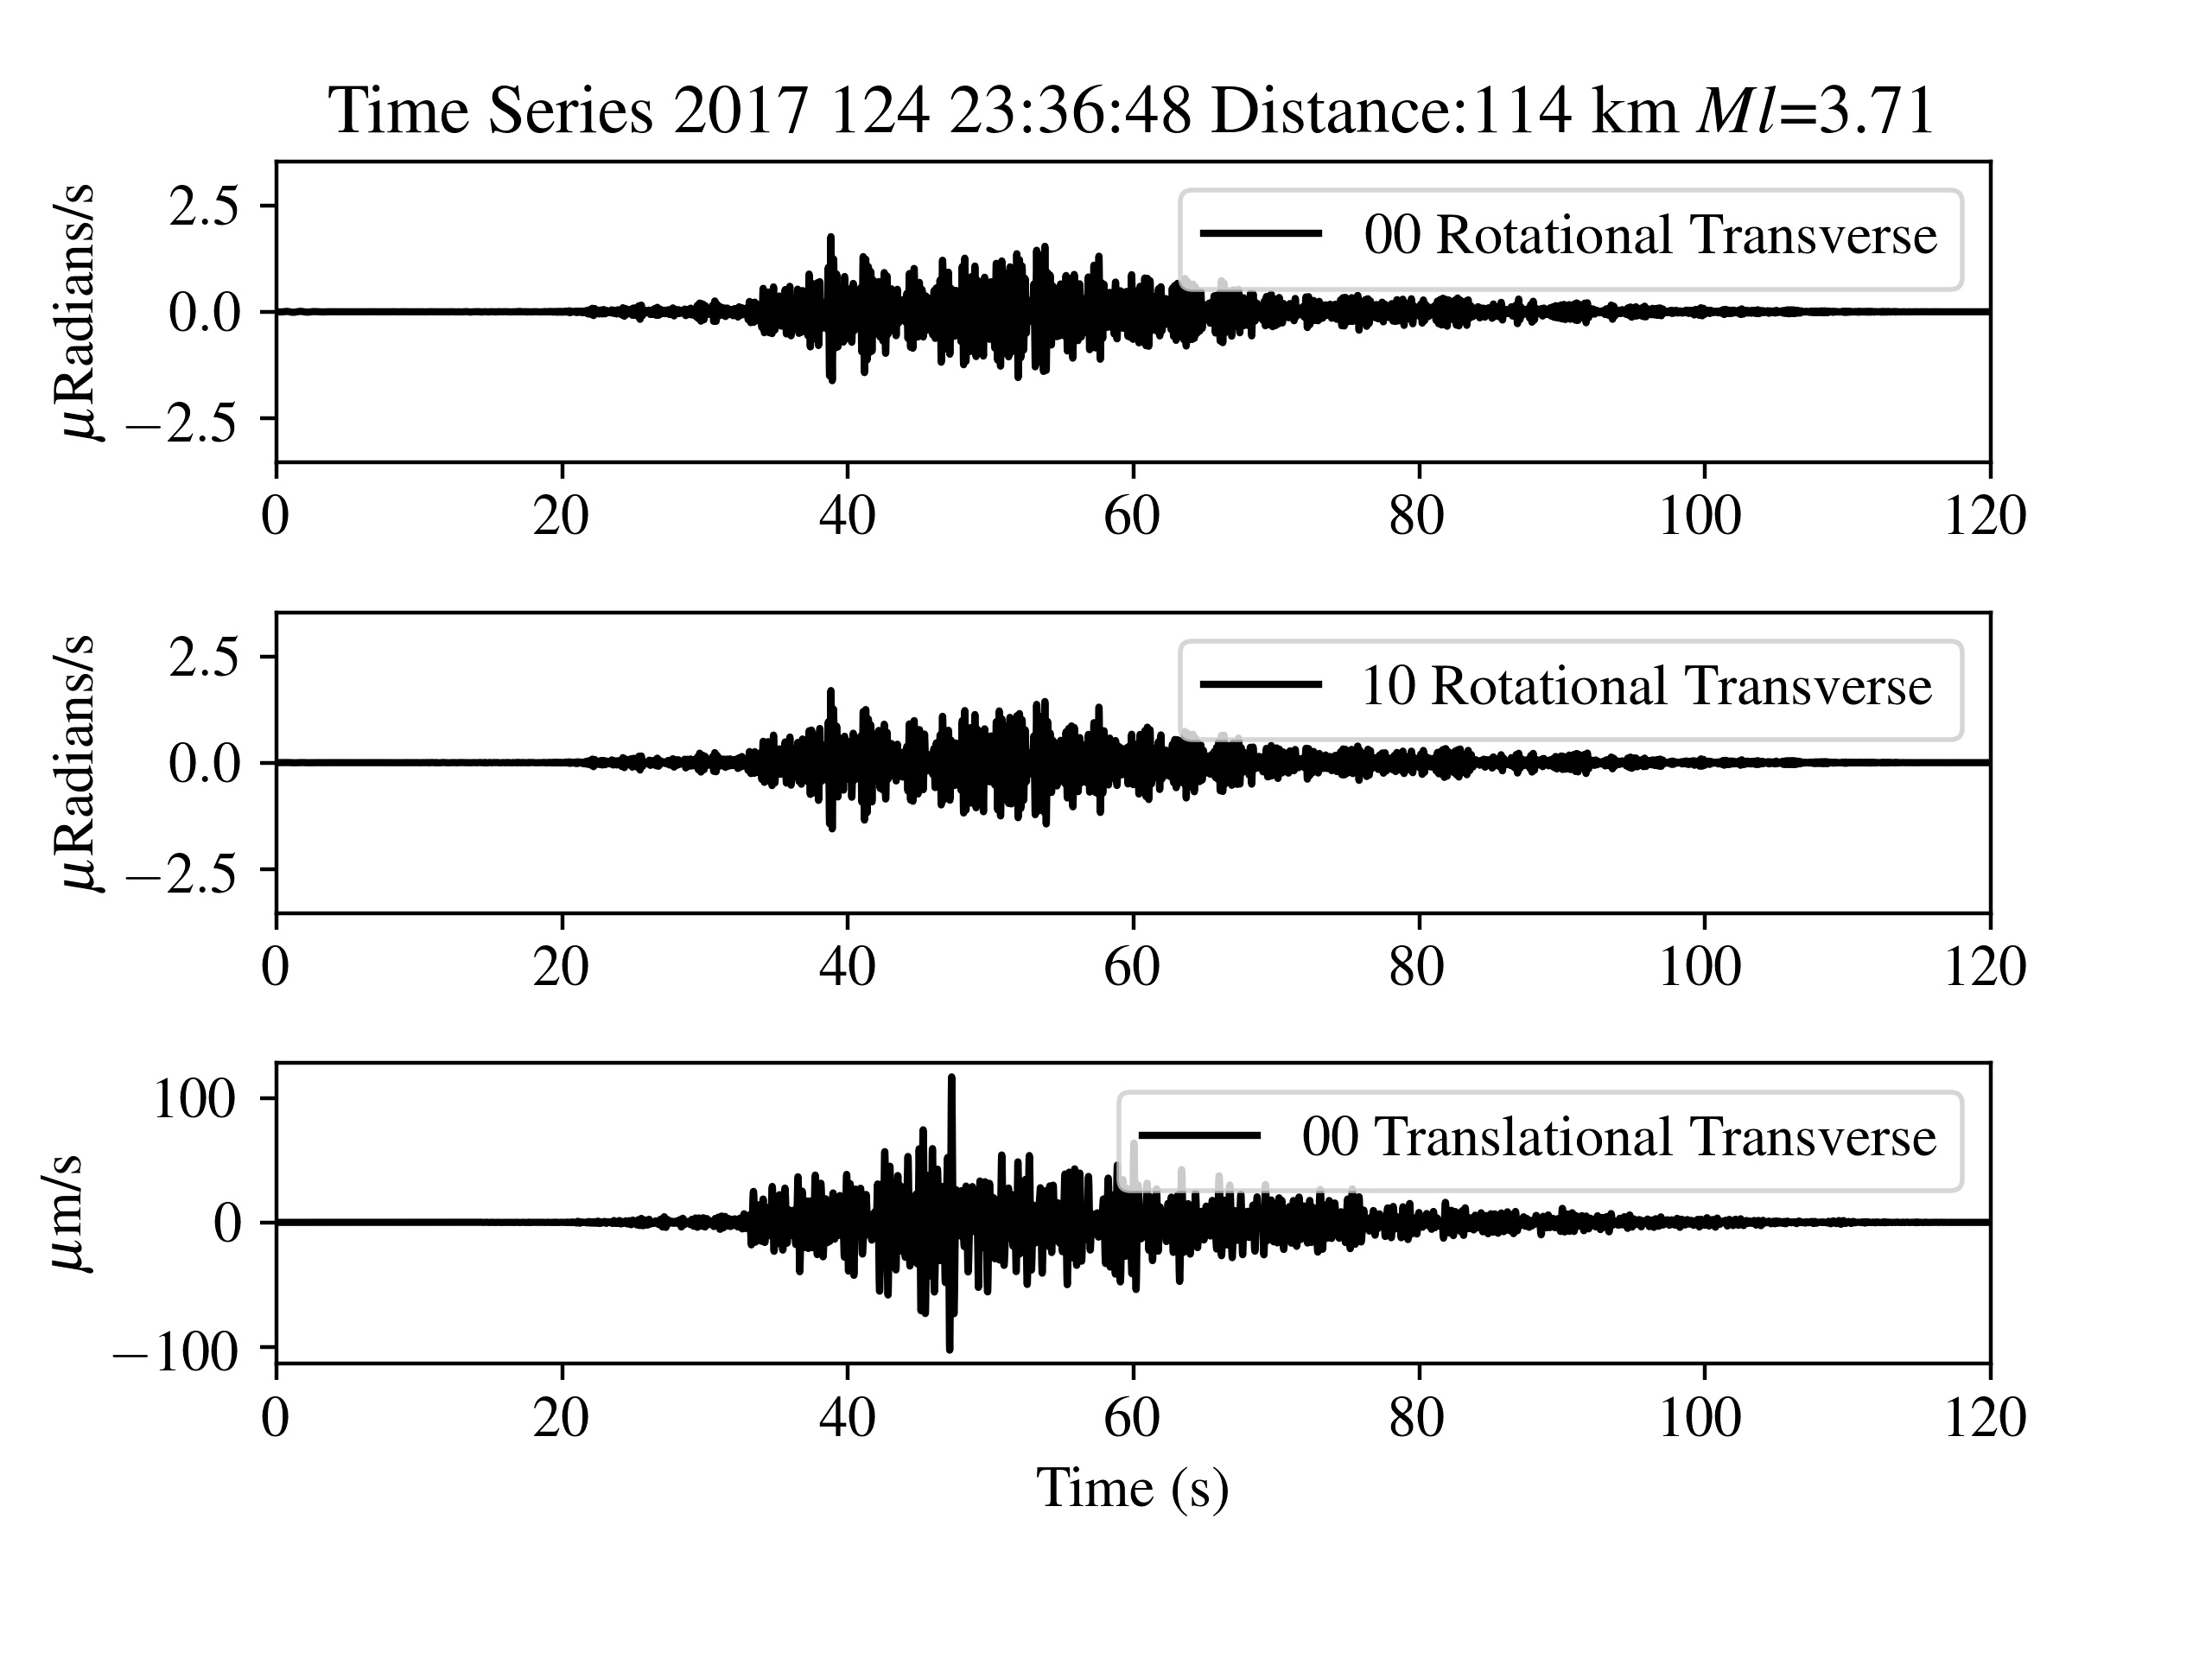 Time Series 2017 124 23:36:48 Distance:114 km Ml=3.71
μRadians/s
2.5
0.0
−2.5
00 Rotational Transverse
0 20 40 60 80 100 120
μRadians/s
2.5
0.0
−2.5
10 Rotational Transverse
0 20 40 60 80 100 120
μm/s
100
0
−100
00 Translational Transverse
0 20 40 60 80 100 120
Time (s)